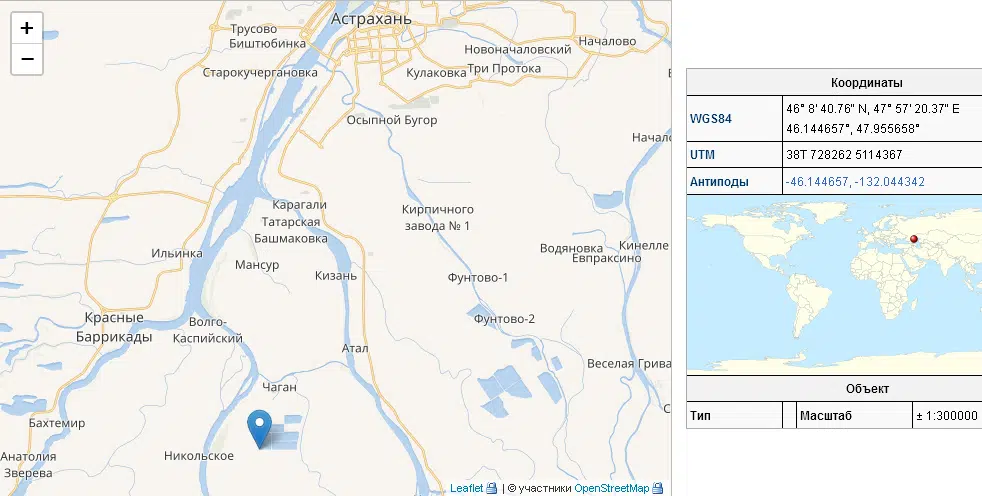 +
−
Астрахань
Трусово
Биштюбинка
Началово
Новоначаловский
Старокучергановка
Кулаковка
Три Протока
Осыпной Бугор
Начало
Карагали
Татарская
Башмаковка
Кирпичного
завода № 1
Ильинка
Мансур
Кизань
Водяновка
Кинелле
Евпраксино
Фунтово-1
Красные
Баррикады
Волго-
Каспийский
Фунтово-2
Атал
Веселая Грива
Чаган
Бахтемир
Никольское
Анатолия
Зверева
Leaflet | © участники OpenStreetMap
Координаты
WGS84
46° 8' 40.76" N, 47° 57' 20.37" E
46.144657°, 47.955658°
UTM
38T 728262 5114367
Антиподы
-46.144657, -132.044342
Объект
Тип
Масштаб
± 1:300000